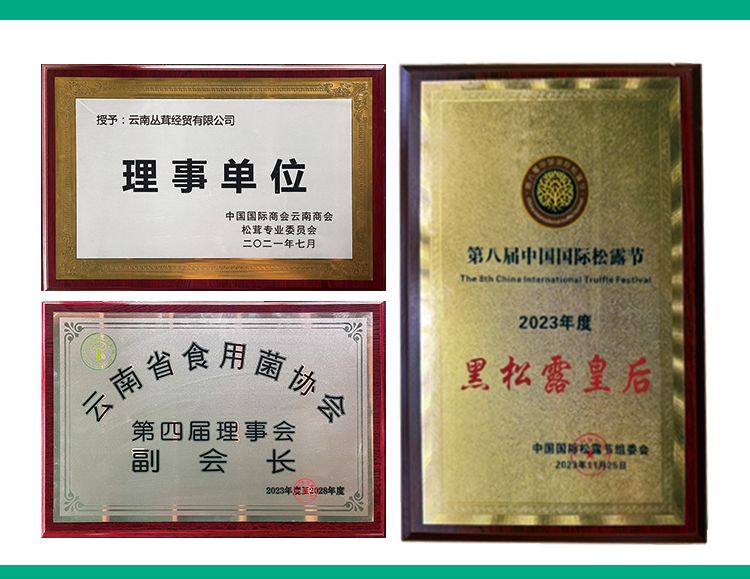 授予：云南丛茸经贸有限公司
理事单位
中国国际商会云南商会
松茸专业委员会
二〇二一年七月
云南省食用菌协会
第四届理事会
副会长
2023年度至2028年度
第八届中国国际松露节
The 8th China International Truffle Festival
2023年度
黑松露皇后
中国国际松露节组委会
2023年11月25日